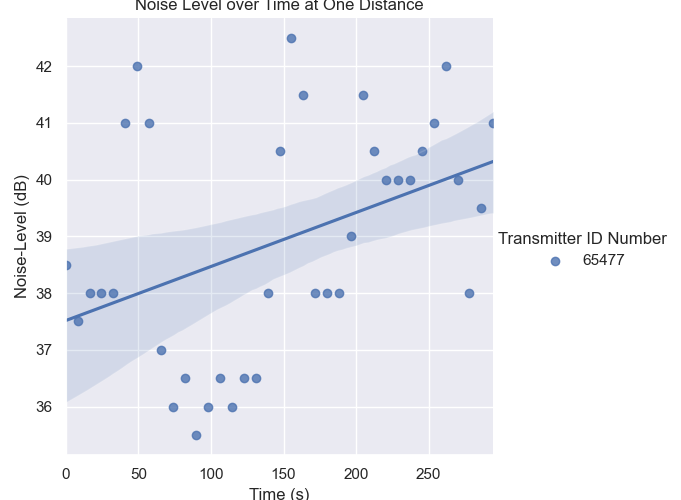 Noise Level over Time at One Distance
42
41
40
39
38
37
36
Noise-Level (dB)
0 50 100 150 200 250
Time (s)
Transmitter ID Number
65477